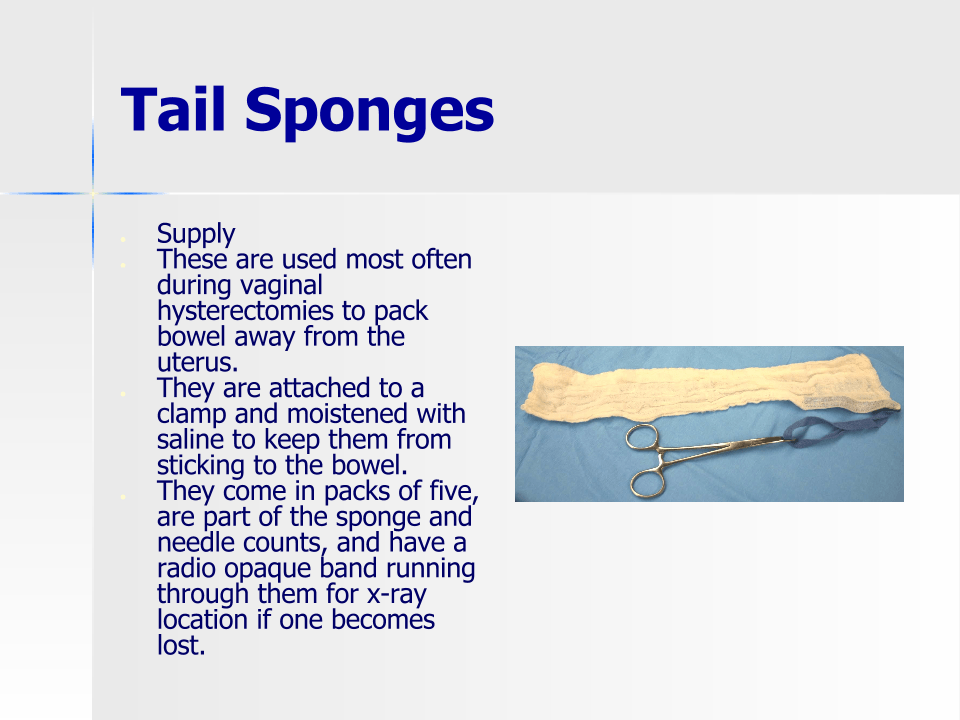 Tail Sponges
Supply
These are used most often
during vaginal
hysterectomies to pack
bowel away from the
uterus.
They are attached to a
clamp and moistened with
saline to keep them from
sticking to the bowel.
They come in packs of five,
are part of the sponge and
needle counts, and have a
radio opaque band running
through them for x-ray
location if one becomes
lost.